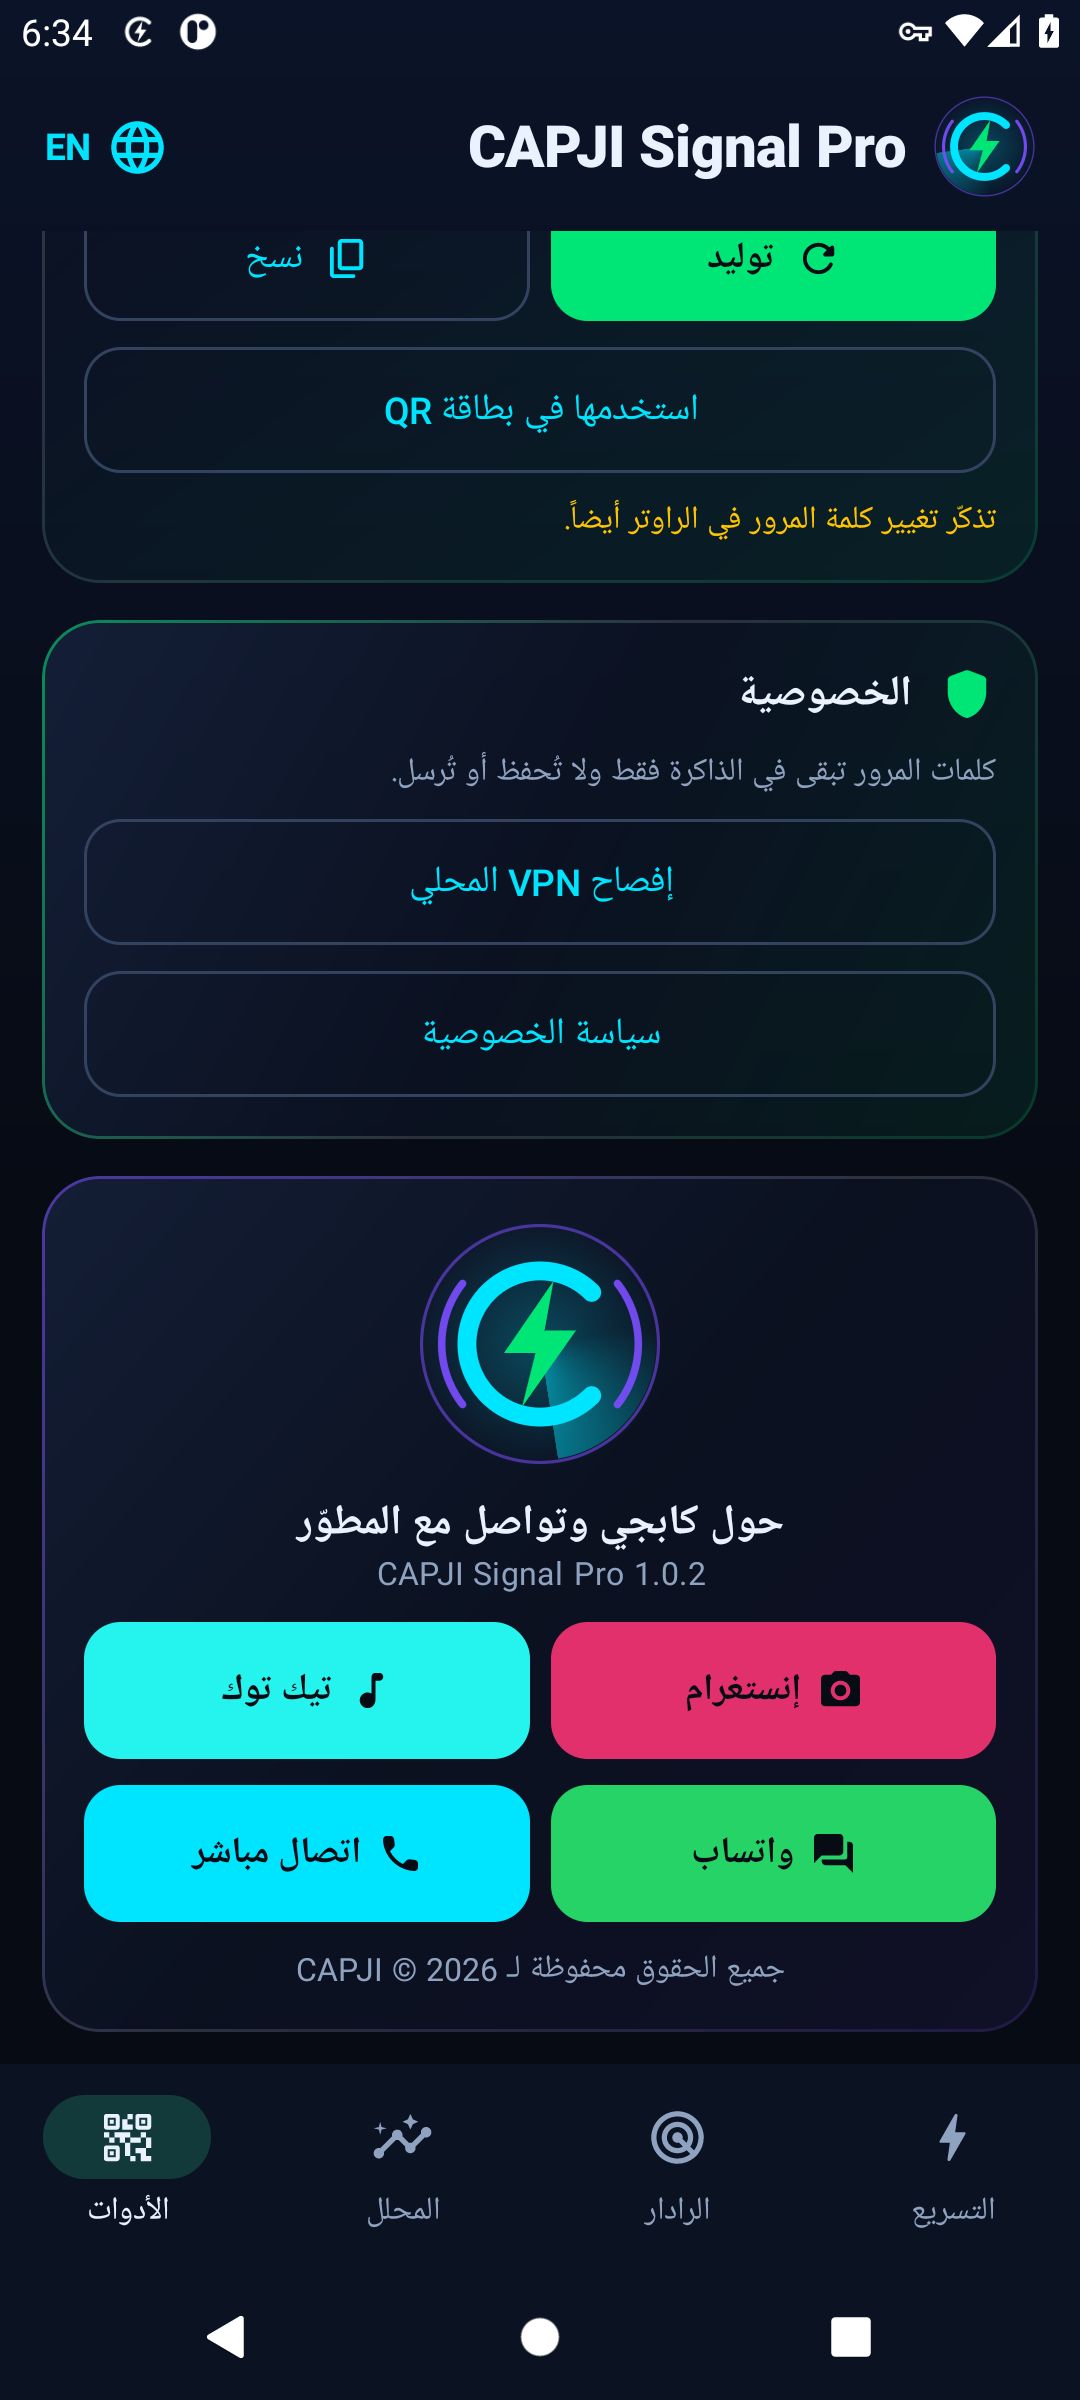 6:34
CAPJI Signal Pro
EN
توليد
نسخ
استخدمها في بطاقة QR
تذكّر تغيير كلمة المرور في الراوتر أيضاً.
الخصوصية
كلمات المرور تبقى في الذاكرة فقط ولا تُحفظ أو تُرسل.
إفصاح VPN المحلي
سياسة الخصوصية
حول كابجي وتواصل مع المطوّر
CAPJI Signal Pro 1.0.2
إنستغرام
تيك توك
واتساب
اتصال مباشر
جميع الحقوق محفوظة لـ CAPJI © 2026
التسريع
الرادار
المحلل
الأدوات